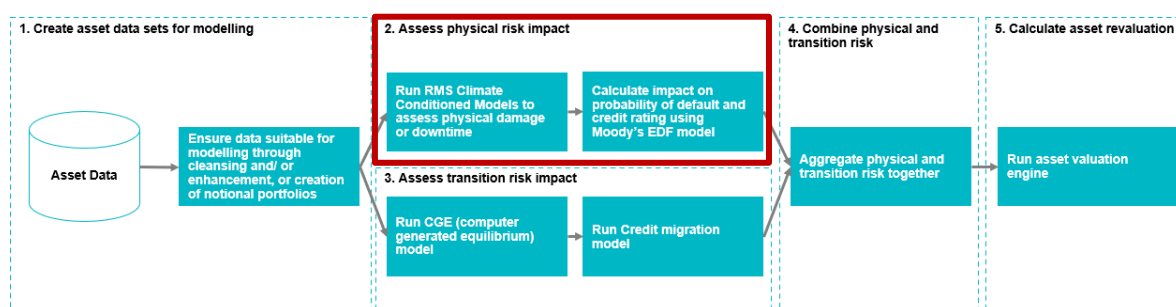 1. Create asset data sets for modelling
Asset Data
Ensure data suitable for
modelling through
cleansing and/ or
enhancement, or creation
of notional portfolios
2. Assess physical risk impact
Run RMS Climate
Conditioned Models to
assess physical damage
or downtime
Calculate impact on
probability of default and
credit rating using
Moody's EDF model
3. Assess transition risk impact
Run CGE (computer
generated equilibrium)
model
Run Credit migration
model
4. Combine physical and
transition risk
Aggregate physical and
transition risk together
5. Calculate asset revaluation
Run asset valuation
engine